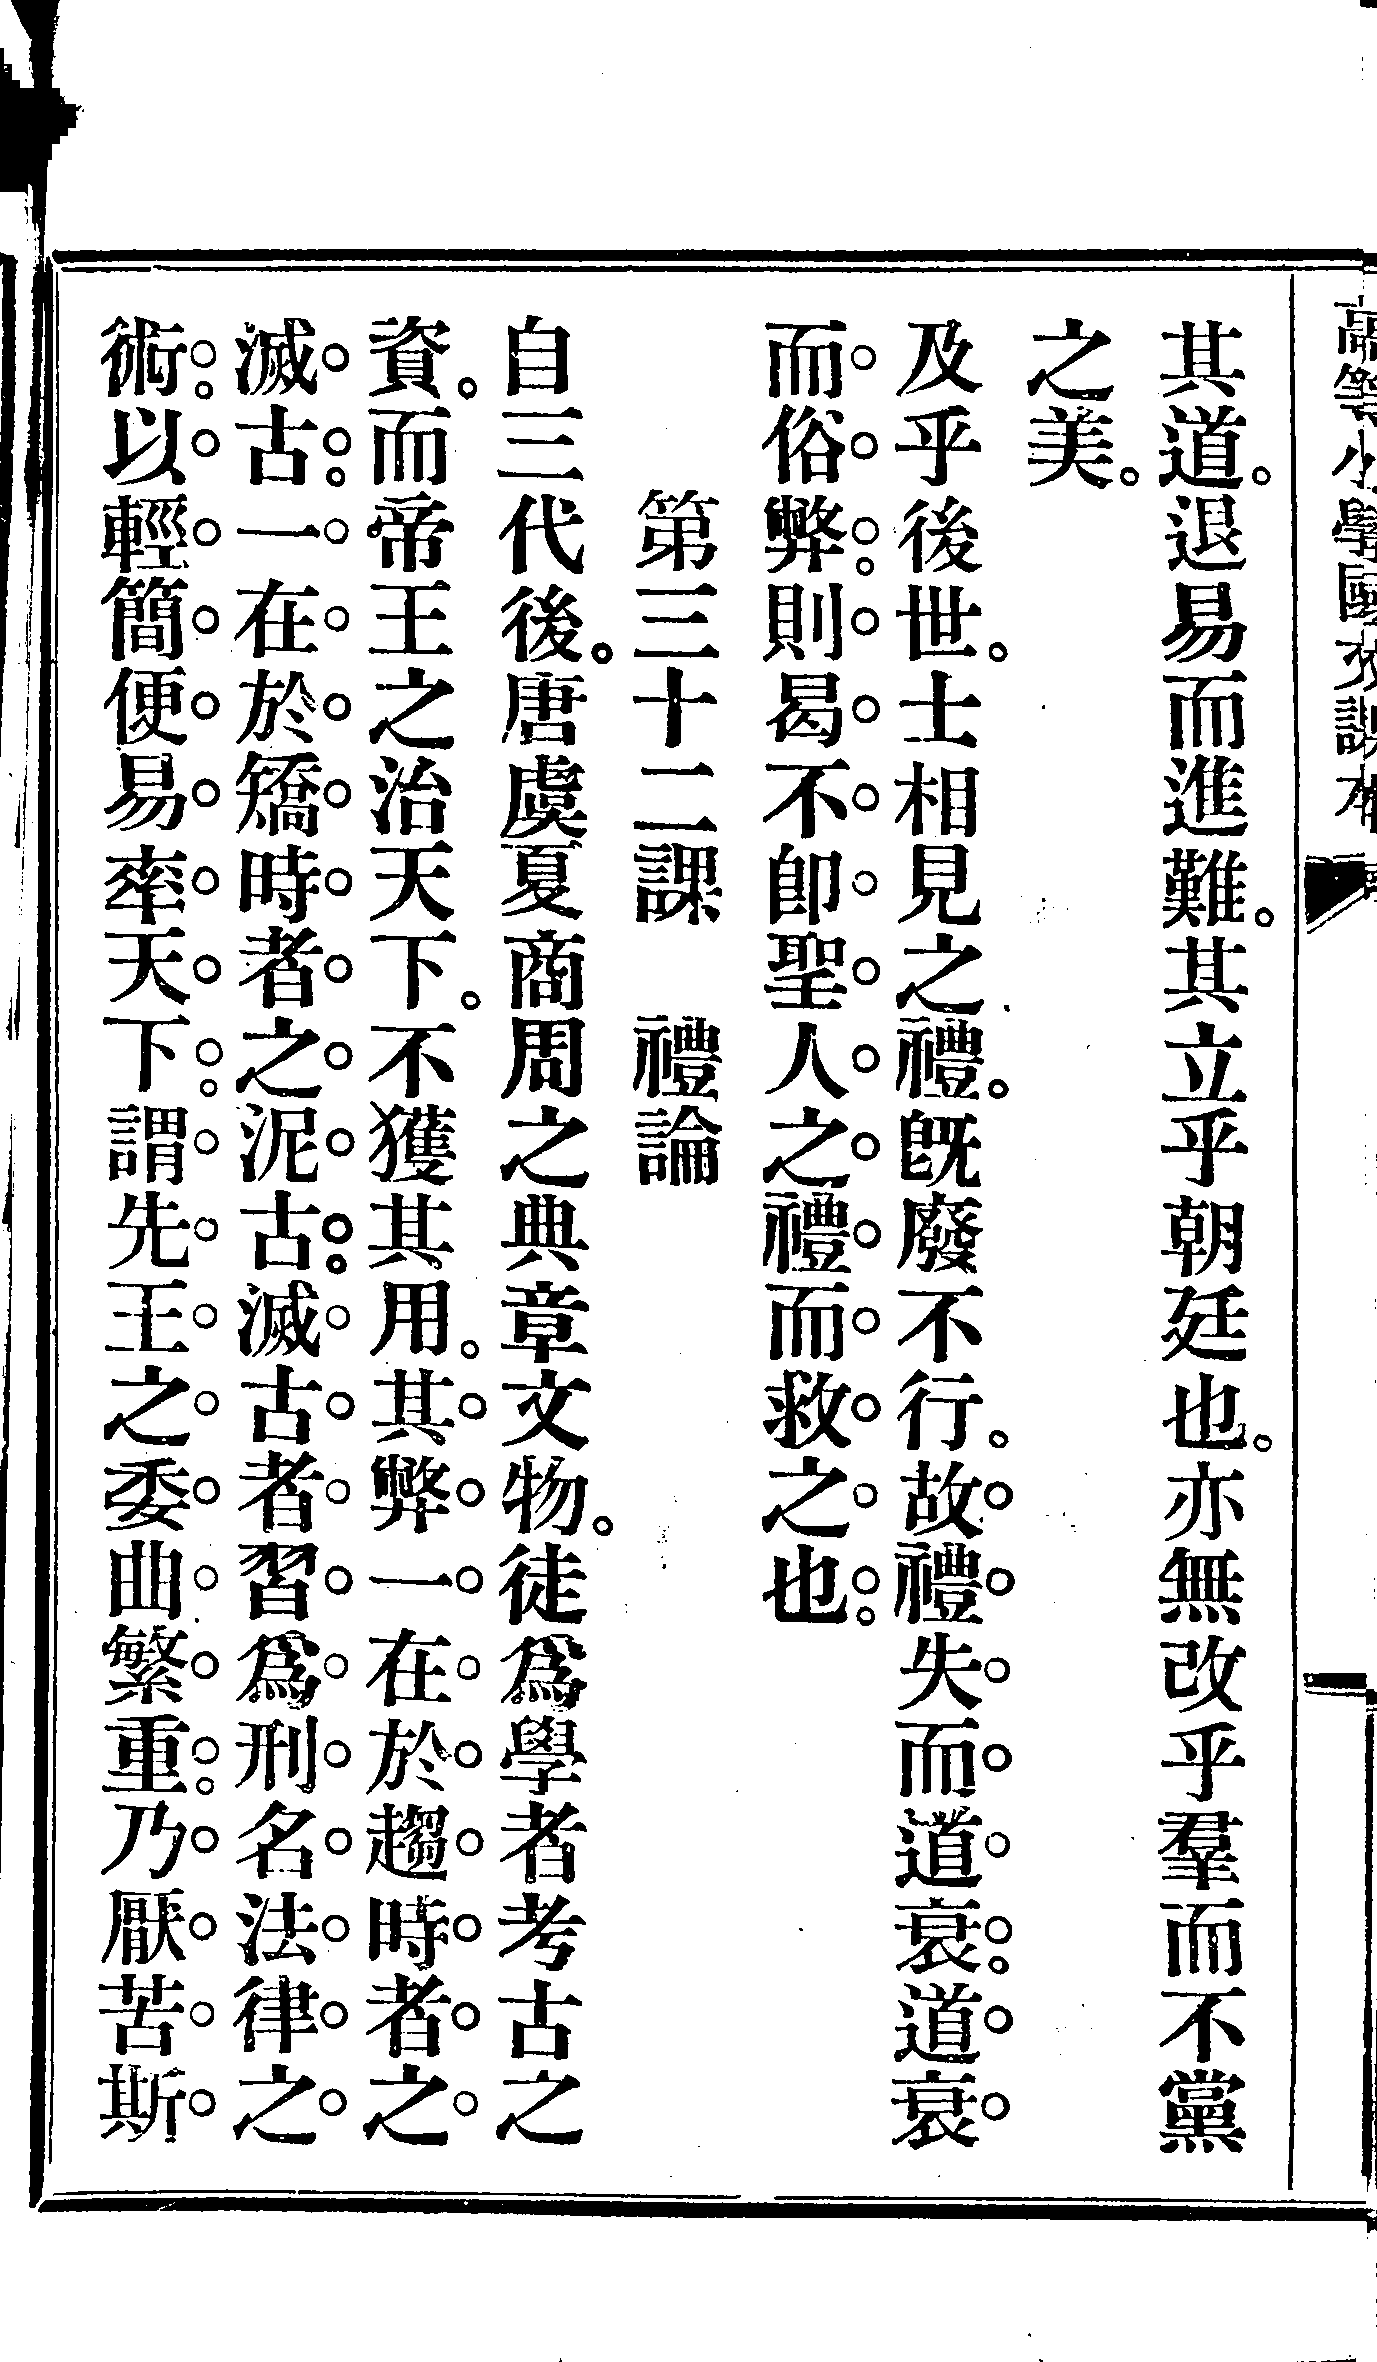 高等小學國文課本
其道。退易而進難。其立乎朝廷也。亦無改乎羣而不黨
之美。
及乎後世。士相見之禮。旣廢不行。故禮失而道衰。道衰
而俗弊。則曷不卽聖人之禮而救之也。
第三十二課　禮論
自三代後。唐虞夏商周之典章文物。徒爲學者考古之
資。而帝王之治天下。不獲其用。其弊一在於趨時者之
滅古。一在於矯時者之泥古。滅古者習爲刑名法律之
術。以輕簡便易率天下。謂先王之委曲繁重。乃厭苦斯